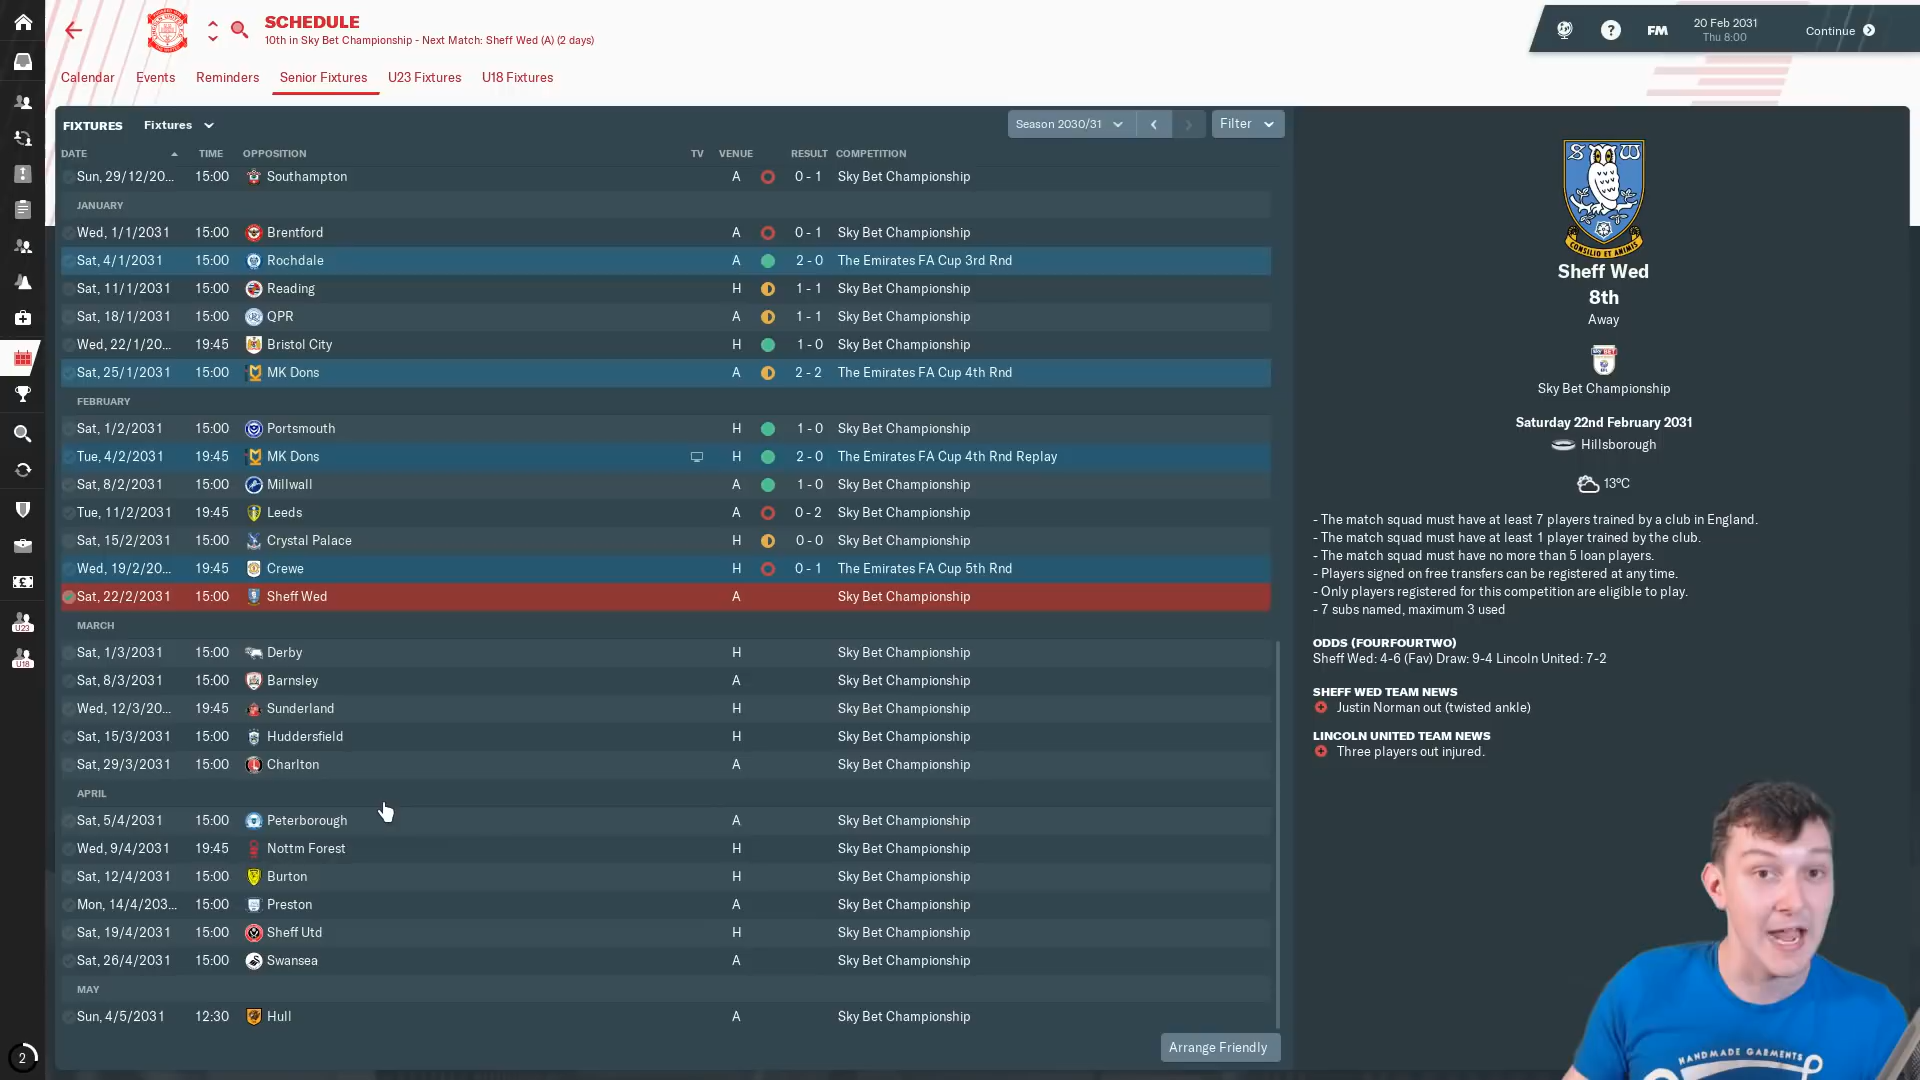 SCHEDULE
10th in Sky Bet Championship - Next Match: Sheff Wed (A) (2 days)
FM
20 Feb 2031
Thu 8:00
Continue
Calendar Events Reminders Senior Fixtures U23 Fixtures U18 Fixtures
FIXTURES Fixtures Season 2030/31 Filter
DATE TIME OPPOSITION TV VENUE RESULT COMPETITION
Sun, 29/12/20... 15:00 Southampton A 0 - 1 Sky Bet Championship
JANUARY
Wed, 1/1/2031 15:00 Brentford A 0 - 1 Sky Bet Championship
Sat, 4/1/2031 15:00 Rochdale A 2 - 0 The Emirates FA Cup 3rd Rnd
Sat, 11/1/2031 15:00 Reading H 1 - 1 Sky Bet Championship
Sat, 18/1/2031 15:00 QPR A 1 - 1 Sky Bet Championship
Wed, 22/1/20... 19:45 Bristol City H 1 - 0 Sky Bet Championship
Sat, 25/1/2031 15:00 MK Dons A 2 - 2 The Emirates FA Cup 4th Rnd
FEBRUARY
Sat, 1/2/2031 15:00 Portsmouth H 1 - 0 Sky Bet Championship
Tue, 4/2/2031 19:45 MK Dons H 2 - 0 The Emirates FA Cup 4th Rnd Replay
Sat, 8/2/2031 15:00 Millwall A 1 - 0 Sky Bet Championship
Tue, 11/2/2031 19:45 Leeds A 0 - 2 Sky Bet Championship
Sat, 15/2/2031 15:00 Crystal Palace H 0 - 0 Sky Bet Championship
Wed, 19/2/20... 19:45 Crewe H 0 - 1 The Emirates FA Cup 5th Rnd
Sat, 22/2/2031 15:00 Sheff Wed A Sky Bet Championship
MARCH
Sat, 1/3/2031 15:00 Derby H Sky Bet Championship
Sat, 8/3/2031 15:00 Barnsley A Sky Bet Championship
Wed, 12/3/20... 19:45 Sunderland H Sky Bet Championship
Sat, 15/3/2031 15:00 Huddersfield H Sky Bet Championship
Sat, 29/3/2031 15:00 Charlton A Sky Bet Championship
APRIL
Sat, 5/4/2031 15:00 Peterborough A Sky Bet Championship
Wed, 9/4/2031 19:45 Nottm Forest H Sky Bet Championship
Sat, 12/4/2031 15:00 Burton H Sky Bet Championship
Mon, 14/4/203... 15:00 Preston A Sky Bet Championship
Sat, 19/4/2031 15:00 Sheff Utd H Sky Bet Championship
Sat, 26/4/2031 15:00 Swansea A Sky Bet Championship
MAY
Sun, 4/5/2031 12:30 Hull A Sky Bet Championship
Arrange Friendly
S W
CONSILIO ET ANIMIS
Sheff Wed
8th
Away
SKY BET
EFL
Sky Bet Championship
Saturday 22nd February 2031
Hillsborough
13ºC
- The match squad must have at least 7 players trained by a club in England.
- The match squad must have at least 1 player trained by the club.
- The match squad must have no more than 5 loan players.
- Players signed on free transfers can be registered at any time.
- Only players registered for this competition are eligible to play.
- 7 subs named, maximum 3 used
ODDS (FOURFOURTWO)
Sheff Wed: 4-6 (Fav) Draw: 9-4 Lincoln United: 7-2
SHEFF WED TEAM NEWS
Justin Norman out (twisted ankle)
LINCOLN UNITED TEAM NEWS
Three players out injured.
U23
U18
2
HANDMADE GARMENTS